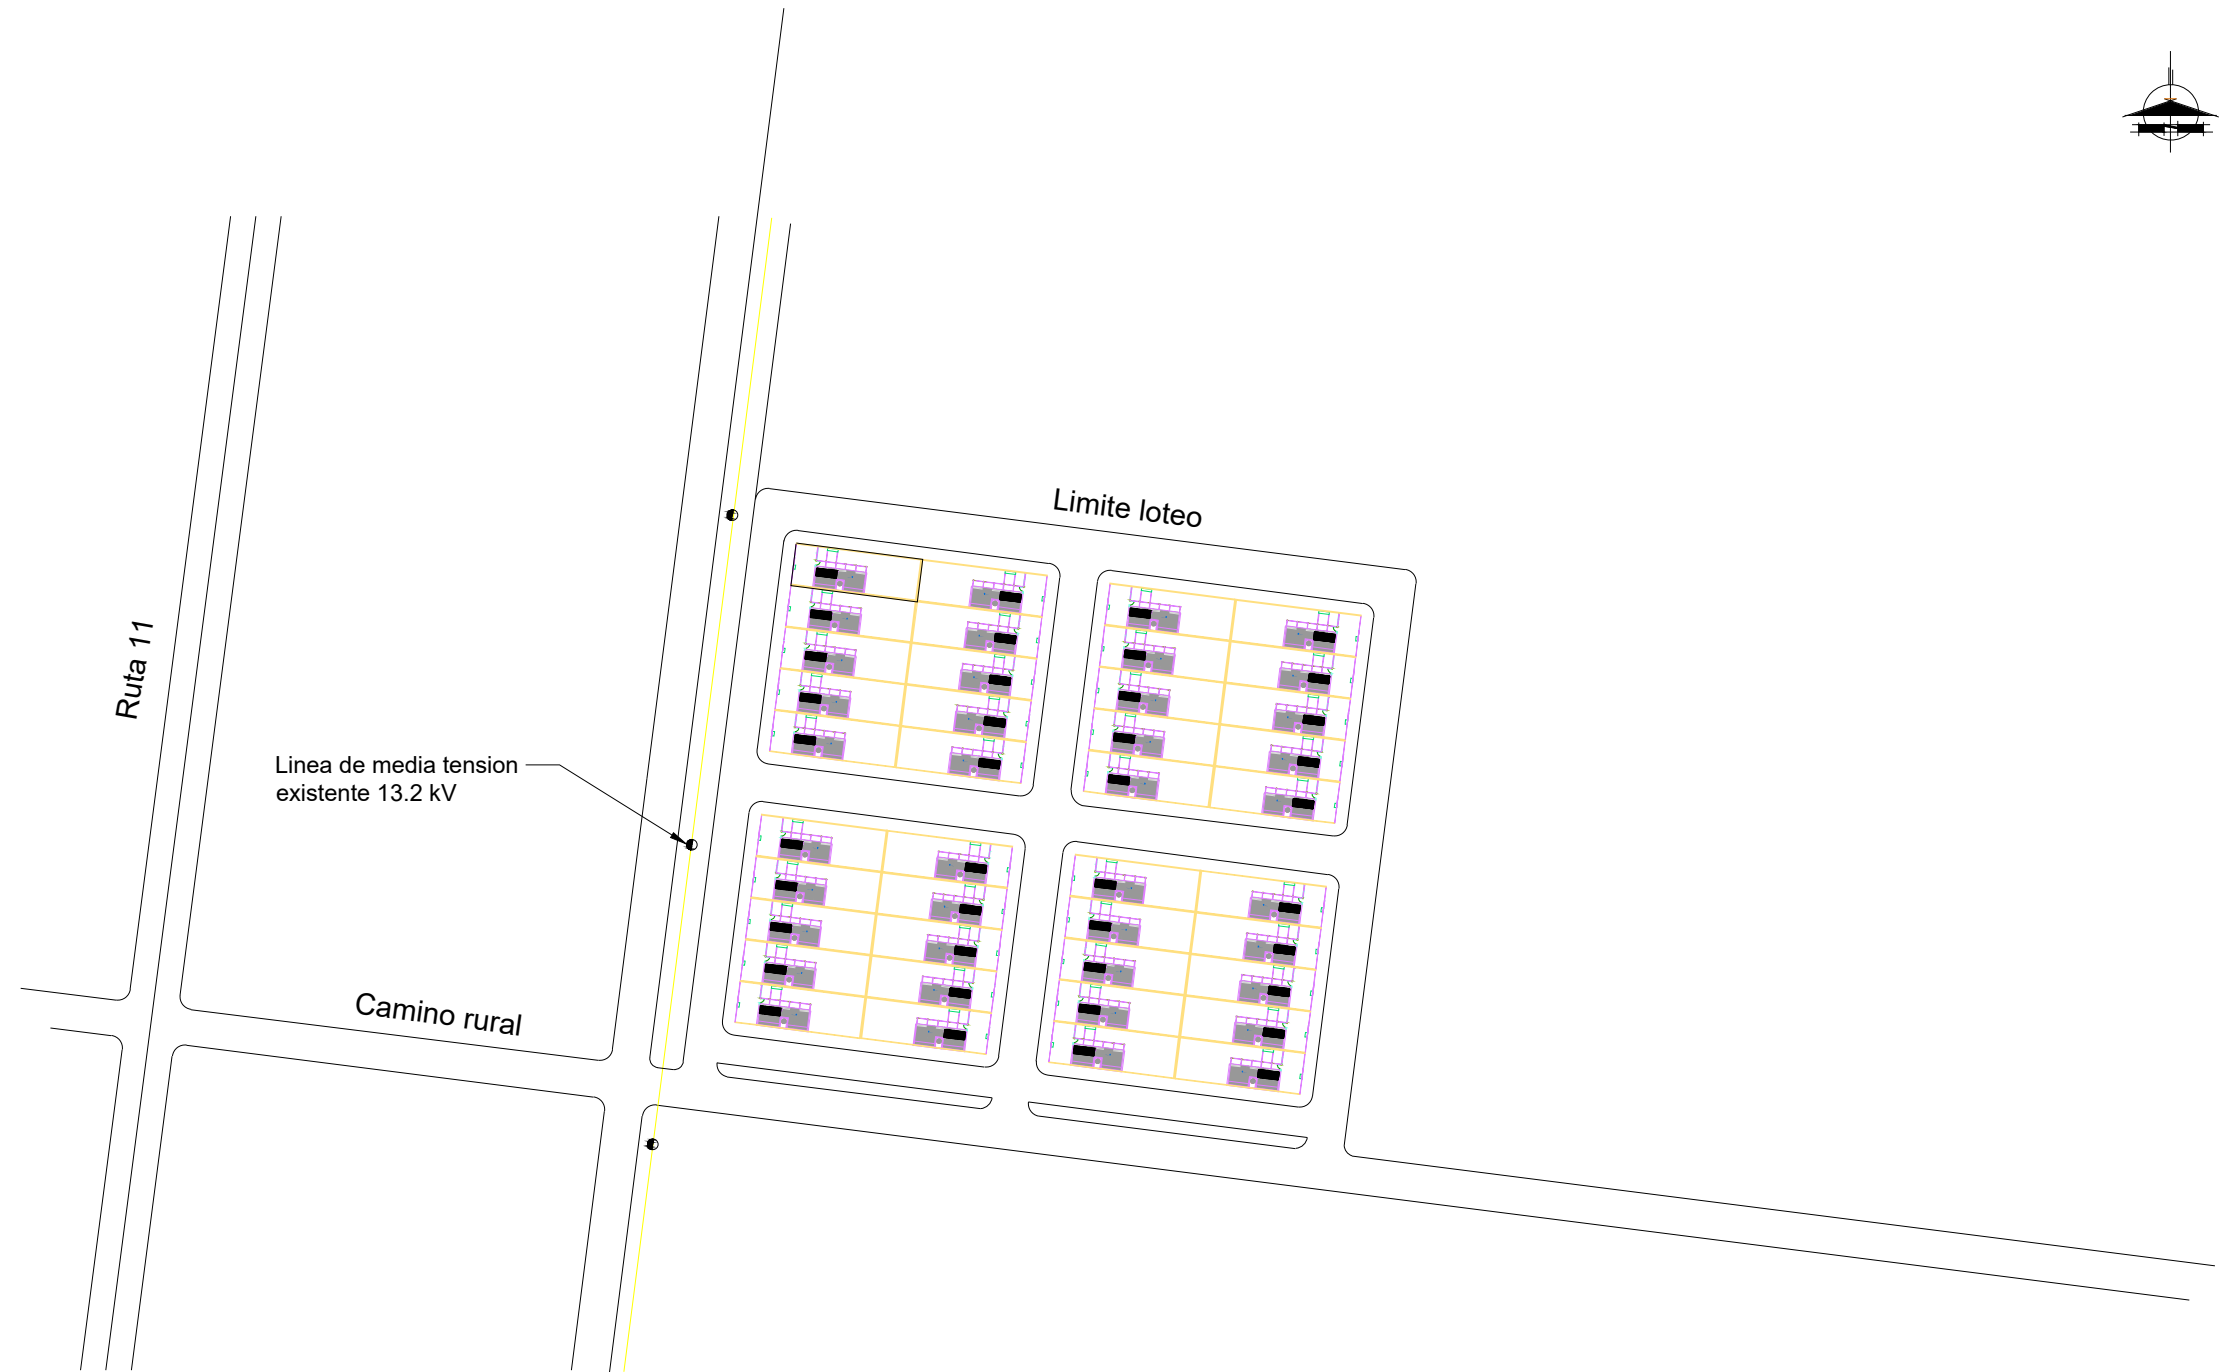 Limite loteo
Ruta 11
Linea de media tension
existente 13.2 kV
Camino rural